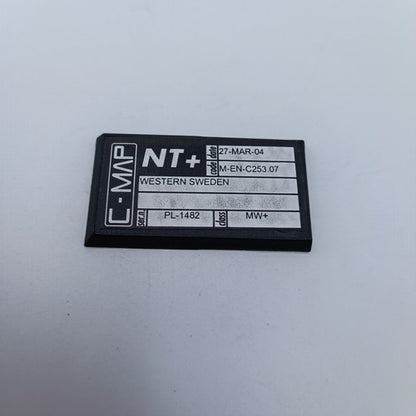 C-MAP
NT+
date 27-MAR-04
code M-EN-C253.07
WESTERN SWEDEN
ser.n PL-1482 class MW+